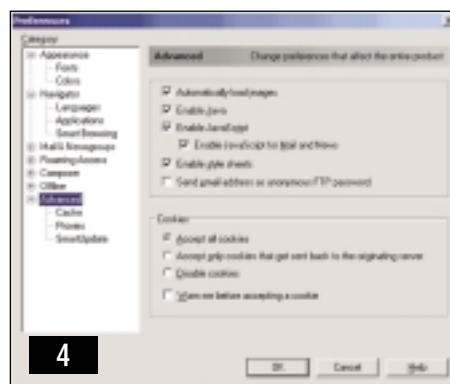 Preferences
Category:
Appearance
Fonts
Colors
Navigator
Languages
Applications
Smart Browsing
Mail & Newsgroups
Roaming Access
Composer
Offline
Advanced
Cache
Proxies
SmartUpdate
Advanced Change preferences that affect the entire product
Automatically load images
Enable Java
Enable JavaScript
Enable JavaScript for Mail and News
Enable style sheets
Send email address as anonymous FTP password
Cookies
Accept all cookies
Accept only cookies that get sent back to the originating server
Disable cookies
Warn me before accepting a cookie
OK Cancel Help
4